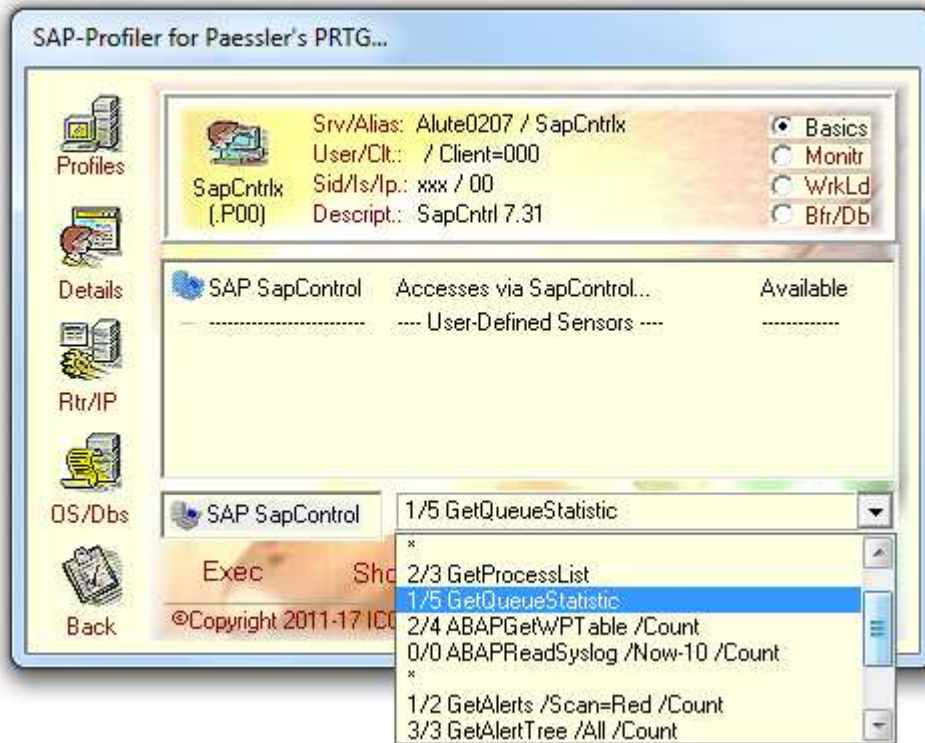 SAP-Profiler for Paessler's PRTG...
Profiles
Details
Rtr/IP
OS/Dbs
Back
SapCntrlx
(.P00)
Srv/Alias: Alute0207 / SapCntrlx
User/Clt.: / Client=000
Sid/Is/Ip.: xxx / 00
Descript.: SapCntrl 7.31
Basics
Monitr
WrkLd
Bfr/Db
SAP SapControl Accesses via SapControl... Available
-- ----------------------- ---- User-Defined Sensors ---- ------------
SAP SapControl
1/5 GetQueueStatistic
Exec
©Copyright 2011-17
*
2/3 GetProcessList
1/5 GetQueueStatistic
2/4 ABAPGetWPTable /Count
0/0 ABAPReadSyslog /Now-10 /Count
*
1/2 GetAlerts /Scan=Red /Count
3/3 GetAlertTree /All /Count